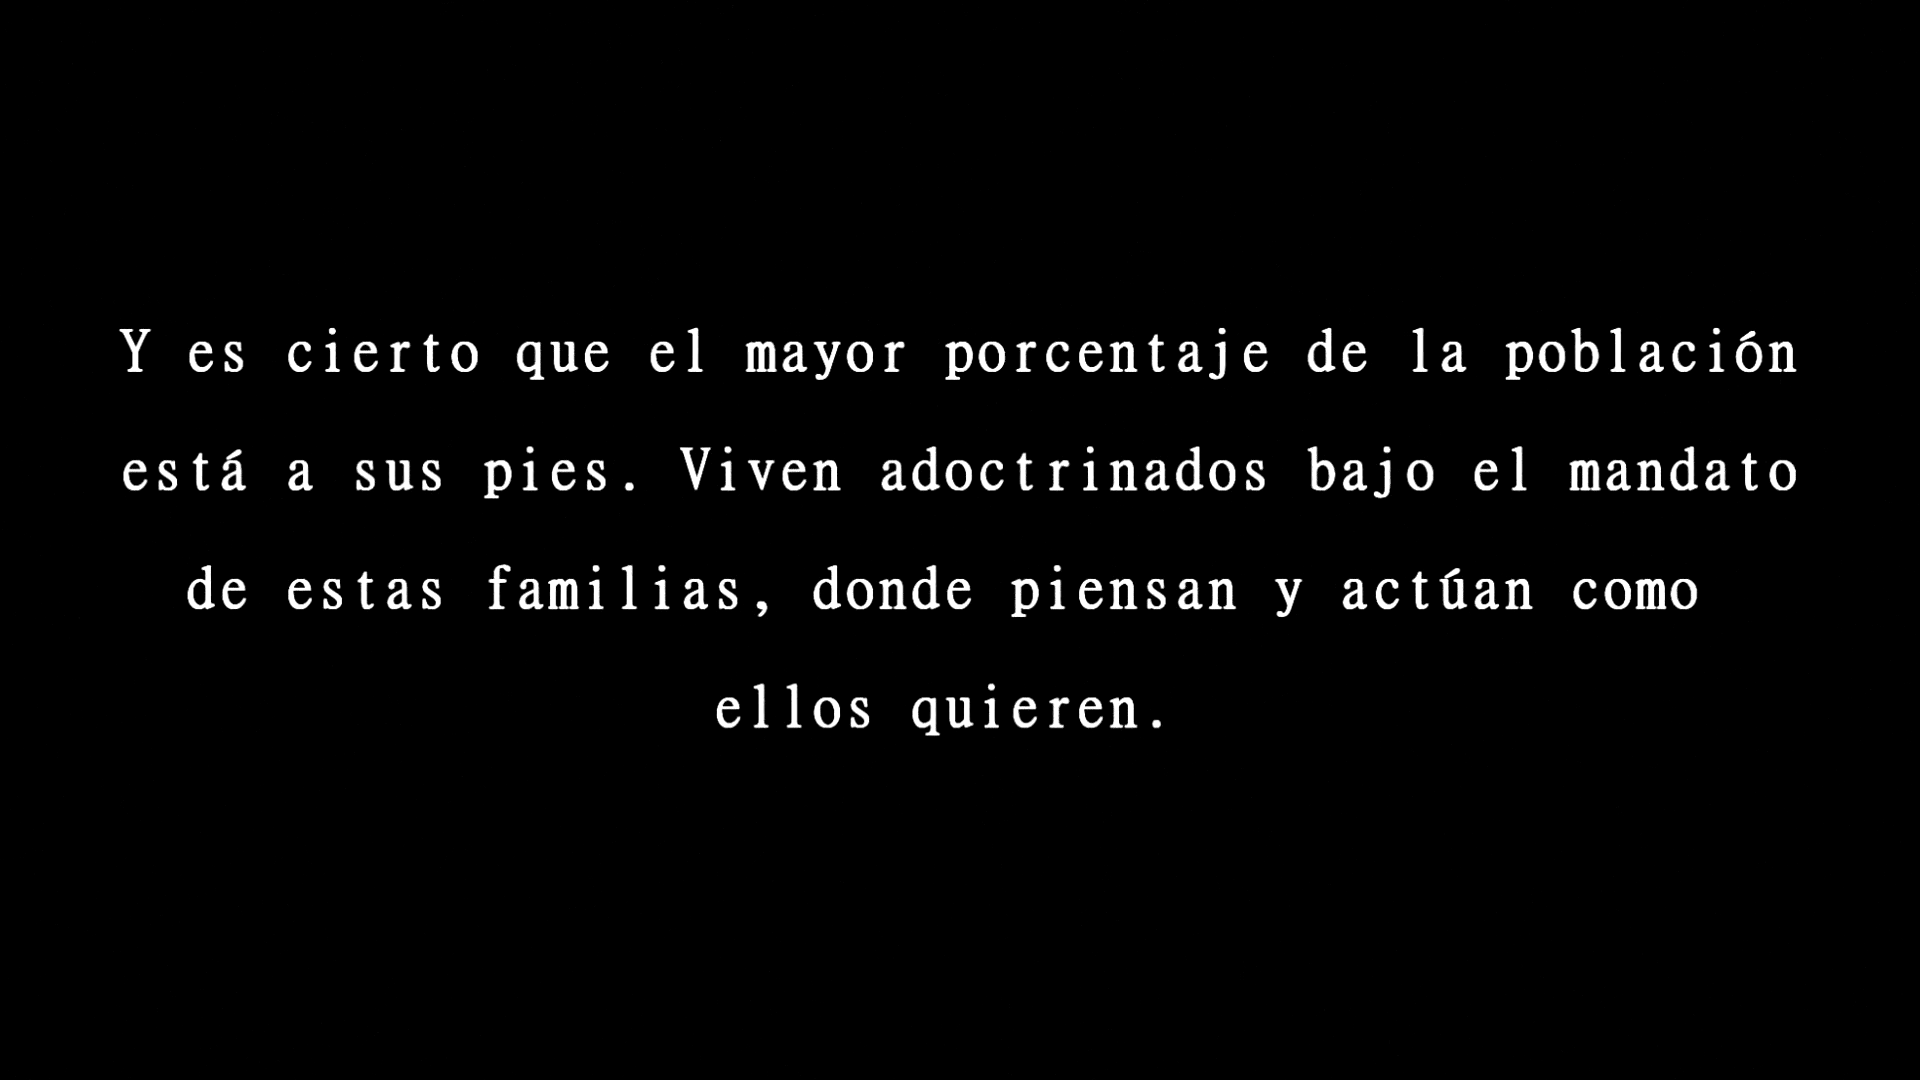 Y es cierto que el mayor porcentaje de la población
está a sus pies. Viven adoctrinados bajo el mandato
de estas familias, donde piensan y actúan como
ellos quieren.